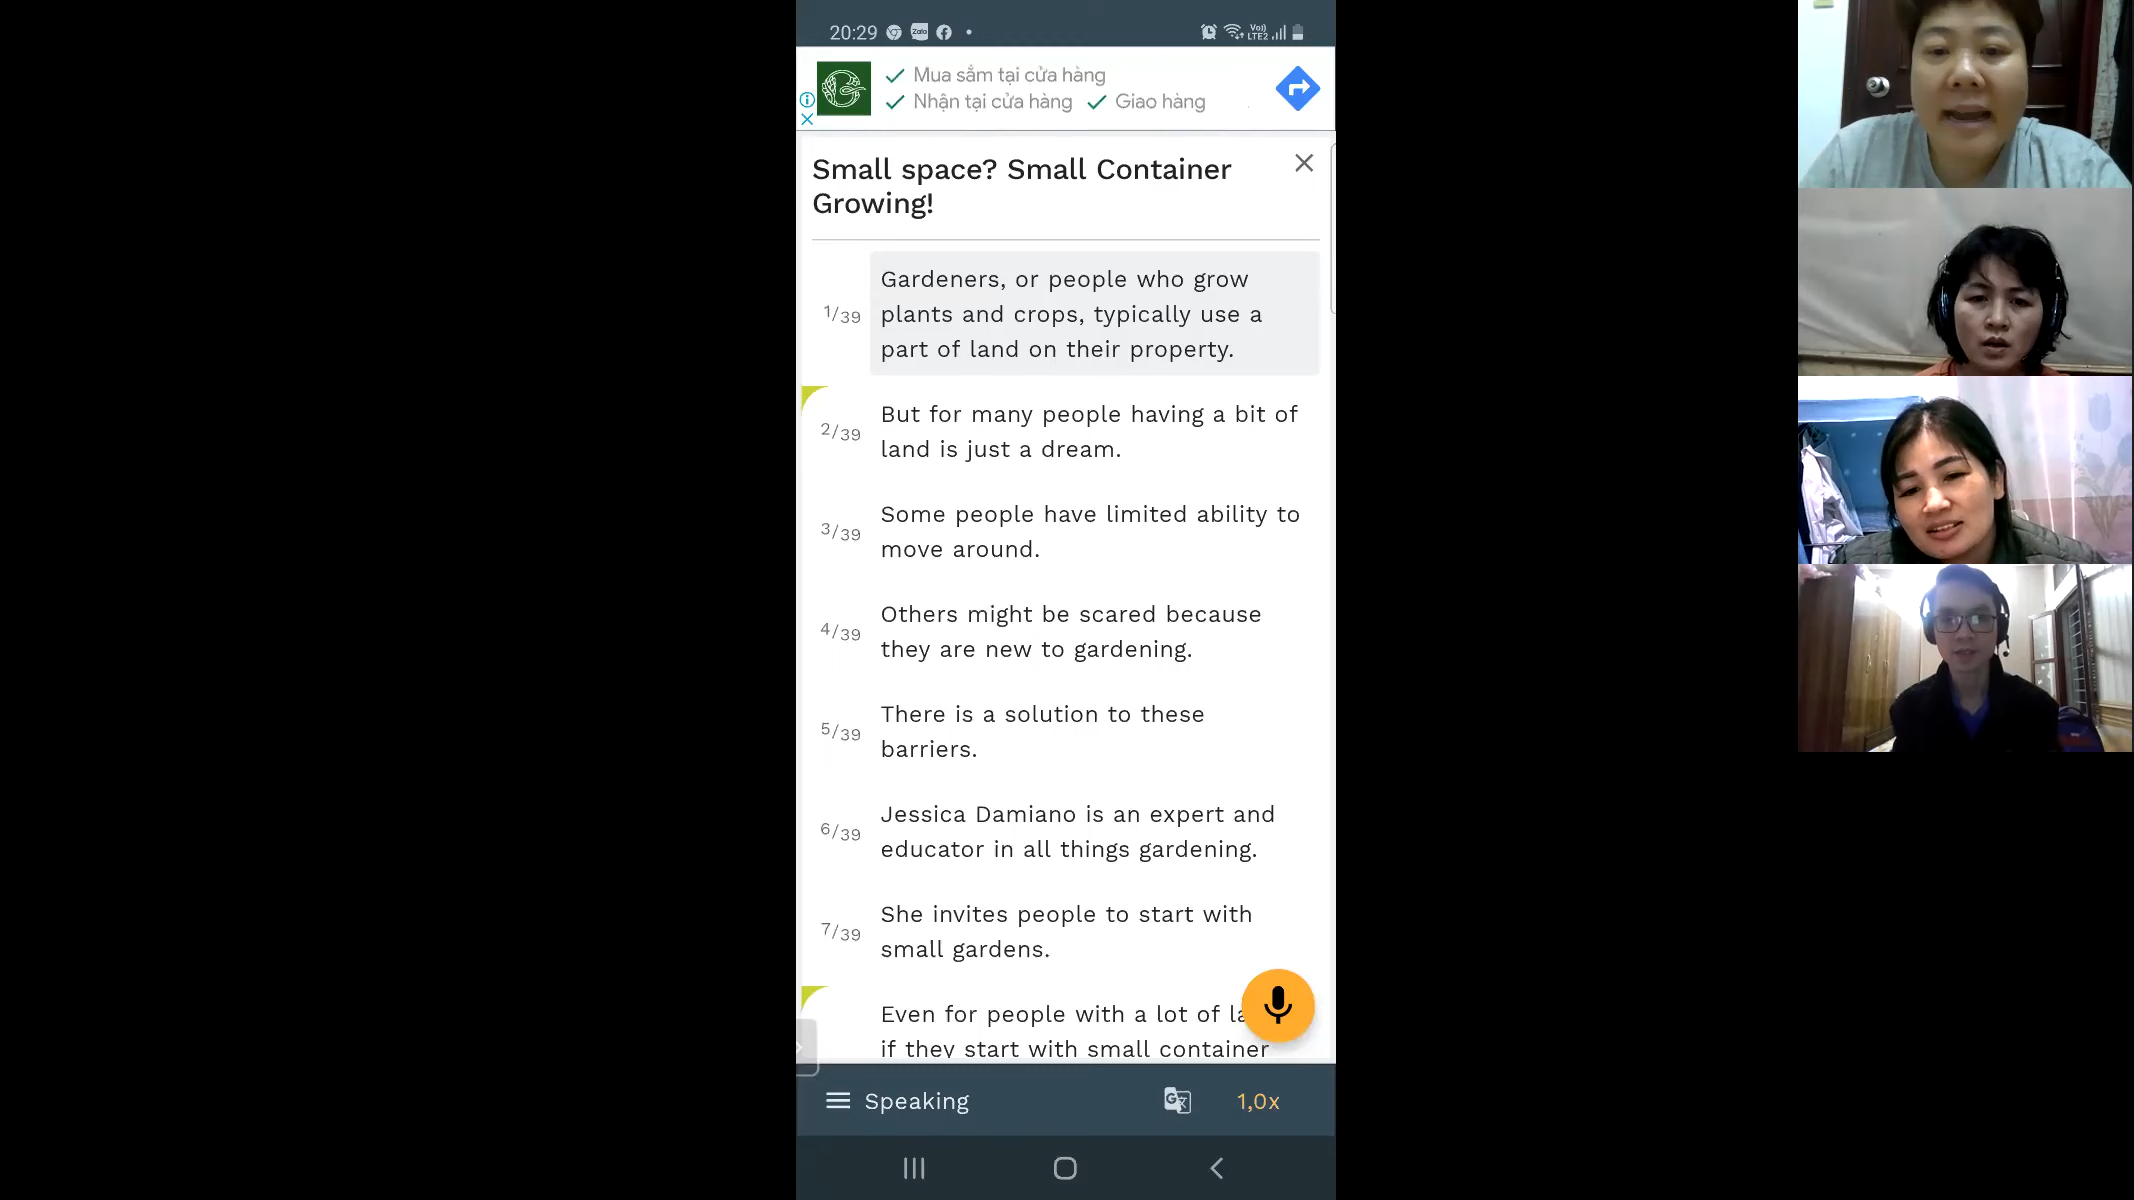 20:29
Zalo
Vo))
LTE2
Mua sắm tại cửa hàng
Nhận tại cửa hàng
Giao hàng
Small space? Small Container
Growing!
1/39
Gardeners, or people who grow
plants and crops, typically use a
part of land on their property.
2/39
But for many people having a bit of
land is just a dream.
3/39
Some people have limited ability to
move around.
4/39
Others might be scared because
they are new to gardening.
5/39
There is a solution to these
barriers.
6/39
Jessica Damiano is an expert and
educator in all things gardening.
7/39
She invites people to start with
small gardens.
Even for people with a lot of
if they start with small container
Speaking
1,0x